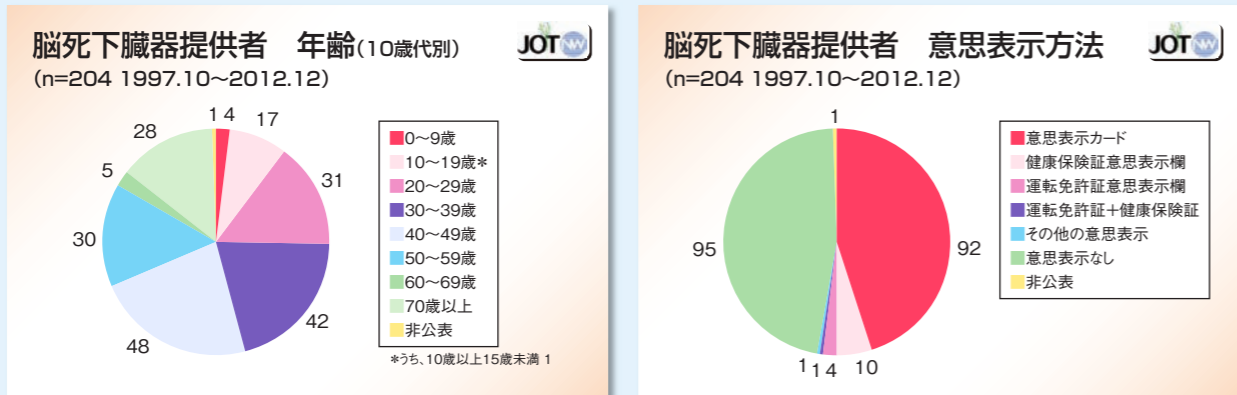 脳死下臓器提供者 年齢(10歳代別)
(n=204 1997.10〜2012.12)
JOT NW
1 4
17
31
42
48
30
5
28
0〜9歳
10〜19歳*
20〜29歳
30〜39歳
40〜49歳
50〜59歳
60〜69歳
70歳以上
非公表
*うち、10歳以上15歳未満 1
脳死下臓器提供者 意思表示方法
(n=204 1997.10〜2012.12)
JOT NW
1
92
10
4
1
1
95
意思表示カード
健康保険証意思表示欄
運転免許証意思表示欄
運転免許証+健康保険証
その他の意思表示
意思表示なし
非公表